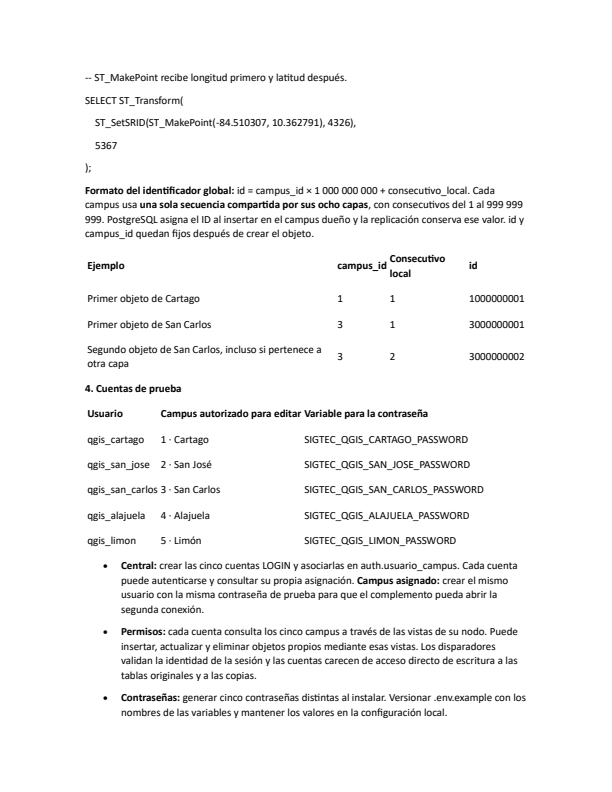 -- ST_MakePoint recibe longitud primero y latitud después.
SELECT ST_Transform(
ST_SetSRID(ST_MakePoint(-84.510307, 10.362791), 4326),
5367
);
Formato del identificador global: id = campus_id × 1 000 000 000 + consecutivo_local. Cada
campus usa una sola secuencia compartida por sus ocho capas, con consecutivos del 1 al 999 999
999. PostgreSQL asigna el ID al insertar en el campus dueño y la replicación conserva ese valor. id y
campus_id quedan fijos después de crear el objeto.
Ejemplo campus_id Consecutivo local id
Primer objeto de Cartago 1 1 1000000001
Primer objeto de San Carlos 3 1 3000000001
Segundo objeto de San Carlos, incluso si pertenece a
otra capa 3 2 3000000002
4. Cuentas de prueba
Usuario Campus autorizado para editar Variable para la contraseña
qgis_cartago 1 · Cartago SIGTEC_QGIS_CARTAGO_PASSWORD
qgis_san_jose 2 · San José SIGTEC_QGIS_SAN_JOSE_PASSWORD
qgis_san_carlos 3 · San Carlos SIGTEC_QGIS_SAN_CARLOS_PASSWORD
qgis_alajuela 4 · Alajuela SIGTEC_QGIS_ALAJUELA_PASSWORD
qgis_limon 5 · Limón SIGTEC_QGIS_LIMON_PASSWORD
• Central: crear las cinco cuentas LOGIN y asociarlas en auth.usuario_campus. Cada cuenta
puede autenticarse y consultar su propia asignación. Campus asignado: crear el mismo
usuario con la misma contraseña de prueba para que el complemento pueda abrir la
segunda conexión.
• Permisos: cada cuenta consulta los cinco campus a través de las vistas de su nodo. Puede
insertar, actualizar y eliminar objetos propios mediante esas vistas. Los disparadores
validan la identidad de la sesión y las cuentas carecen de acceso directo de escritura a las
tablas originales y a las copias.
• Contraseñas: generar cinco contraseñas distintas al instalar. Versionar .env.example con los
nombres de las variables y mantener los valores en la configuración local.